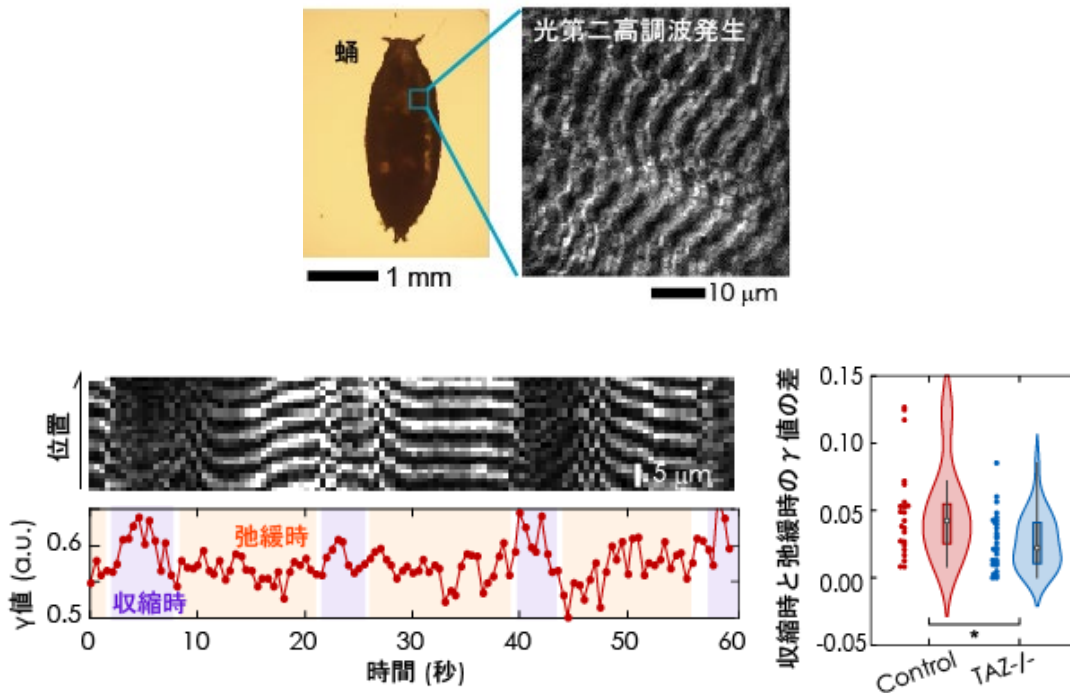 蛹
光第二高調波発生
1 mm
10 μm
位置
5 μm
γ値 (a.u.)
0.6
0.5
弛緩時
収縮時
0 10 20 30 40 50 60
時間 (秒)
収縮時と弛緩時のγ値の差
0.15
0.10
0.05
0.00
-0.05
*
Control
TAZ-/-